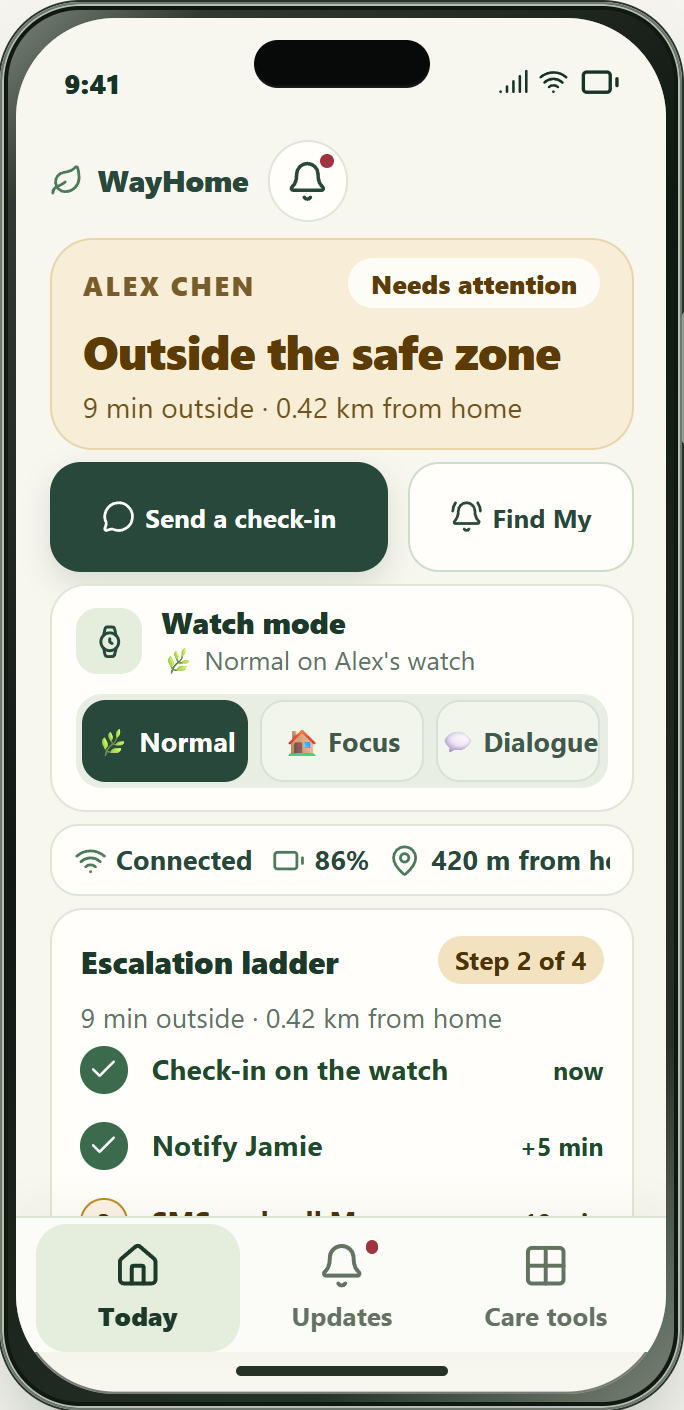 9:41
WayHome
ALEX CHEN
Needs attention
Outside the safe zone
9 min outside · 0.42 km from home
Send a check-in
Find My
Watch mode
🌿 Normal on Alex's watch
🌿 Normal
🏠 Focus
💬 Dialogue
Connected
86%
420 m from
Escalation ladder
Step 2 of 4
9 min outside · 0.42 km from home
Check-in on the watch
now
Notify Jamie
+5 min
Today
Updates
Care tools